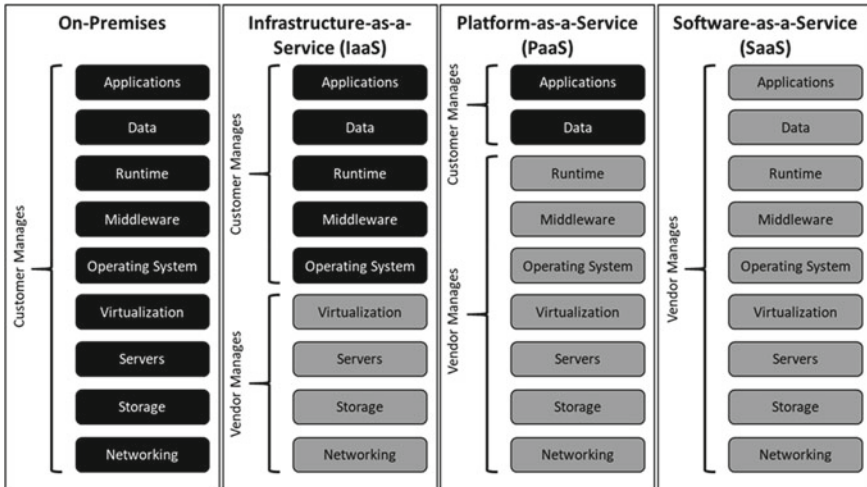 On-Premises
Customer Manages
Applications
Data
Runtime
Middleware
Operating System
Virtualization
Servers
Storage
Networking
Infrastructure-as-a-
Service (IaaS)
Customer Manages
Applications
Data
Runtime
Middleware
Operating System
Vendor Manages
Virtualization
Servers
Storage
Networking
Platform-as-a-Service
(PaaS)
Customer Manages
Applications
Data
Vendor Manages
Runtime
Middleware
Operating System
Virtualization
Servers
Storage
Networking
Software-as-a-Service
(SaaS)
Vendor Manages
Applications
Data
Runtime
Middleware
Operating System
Virtualization
Servers
Storage
Networking